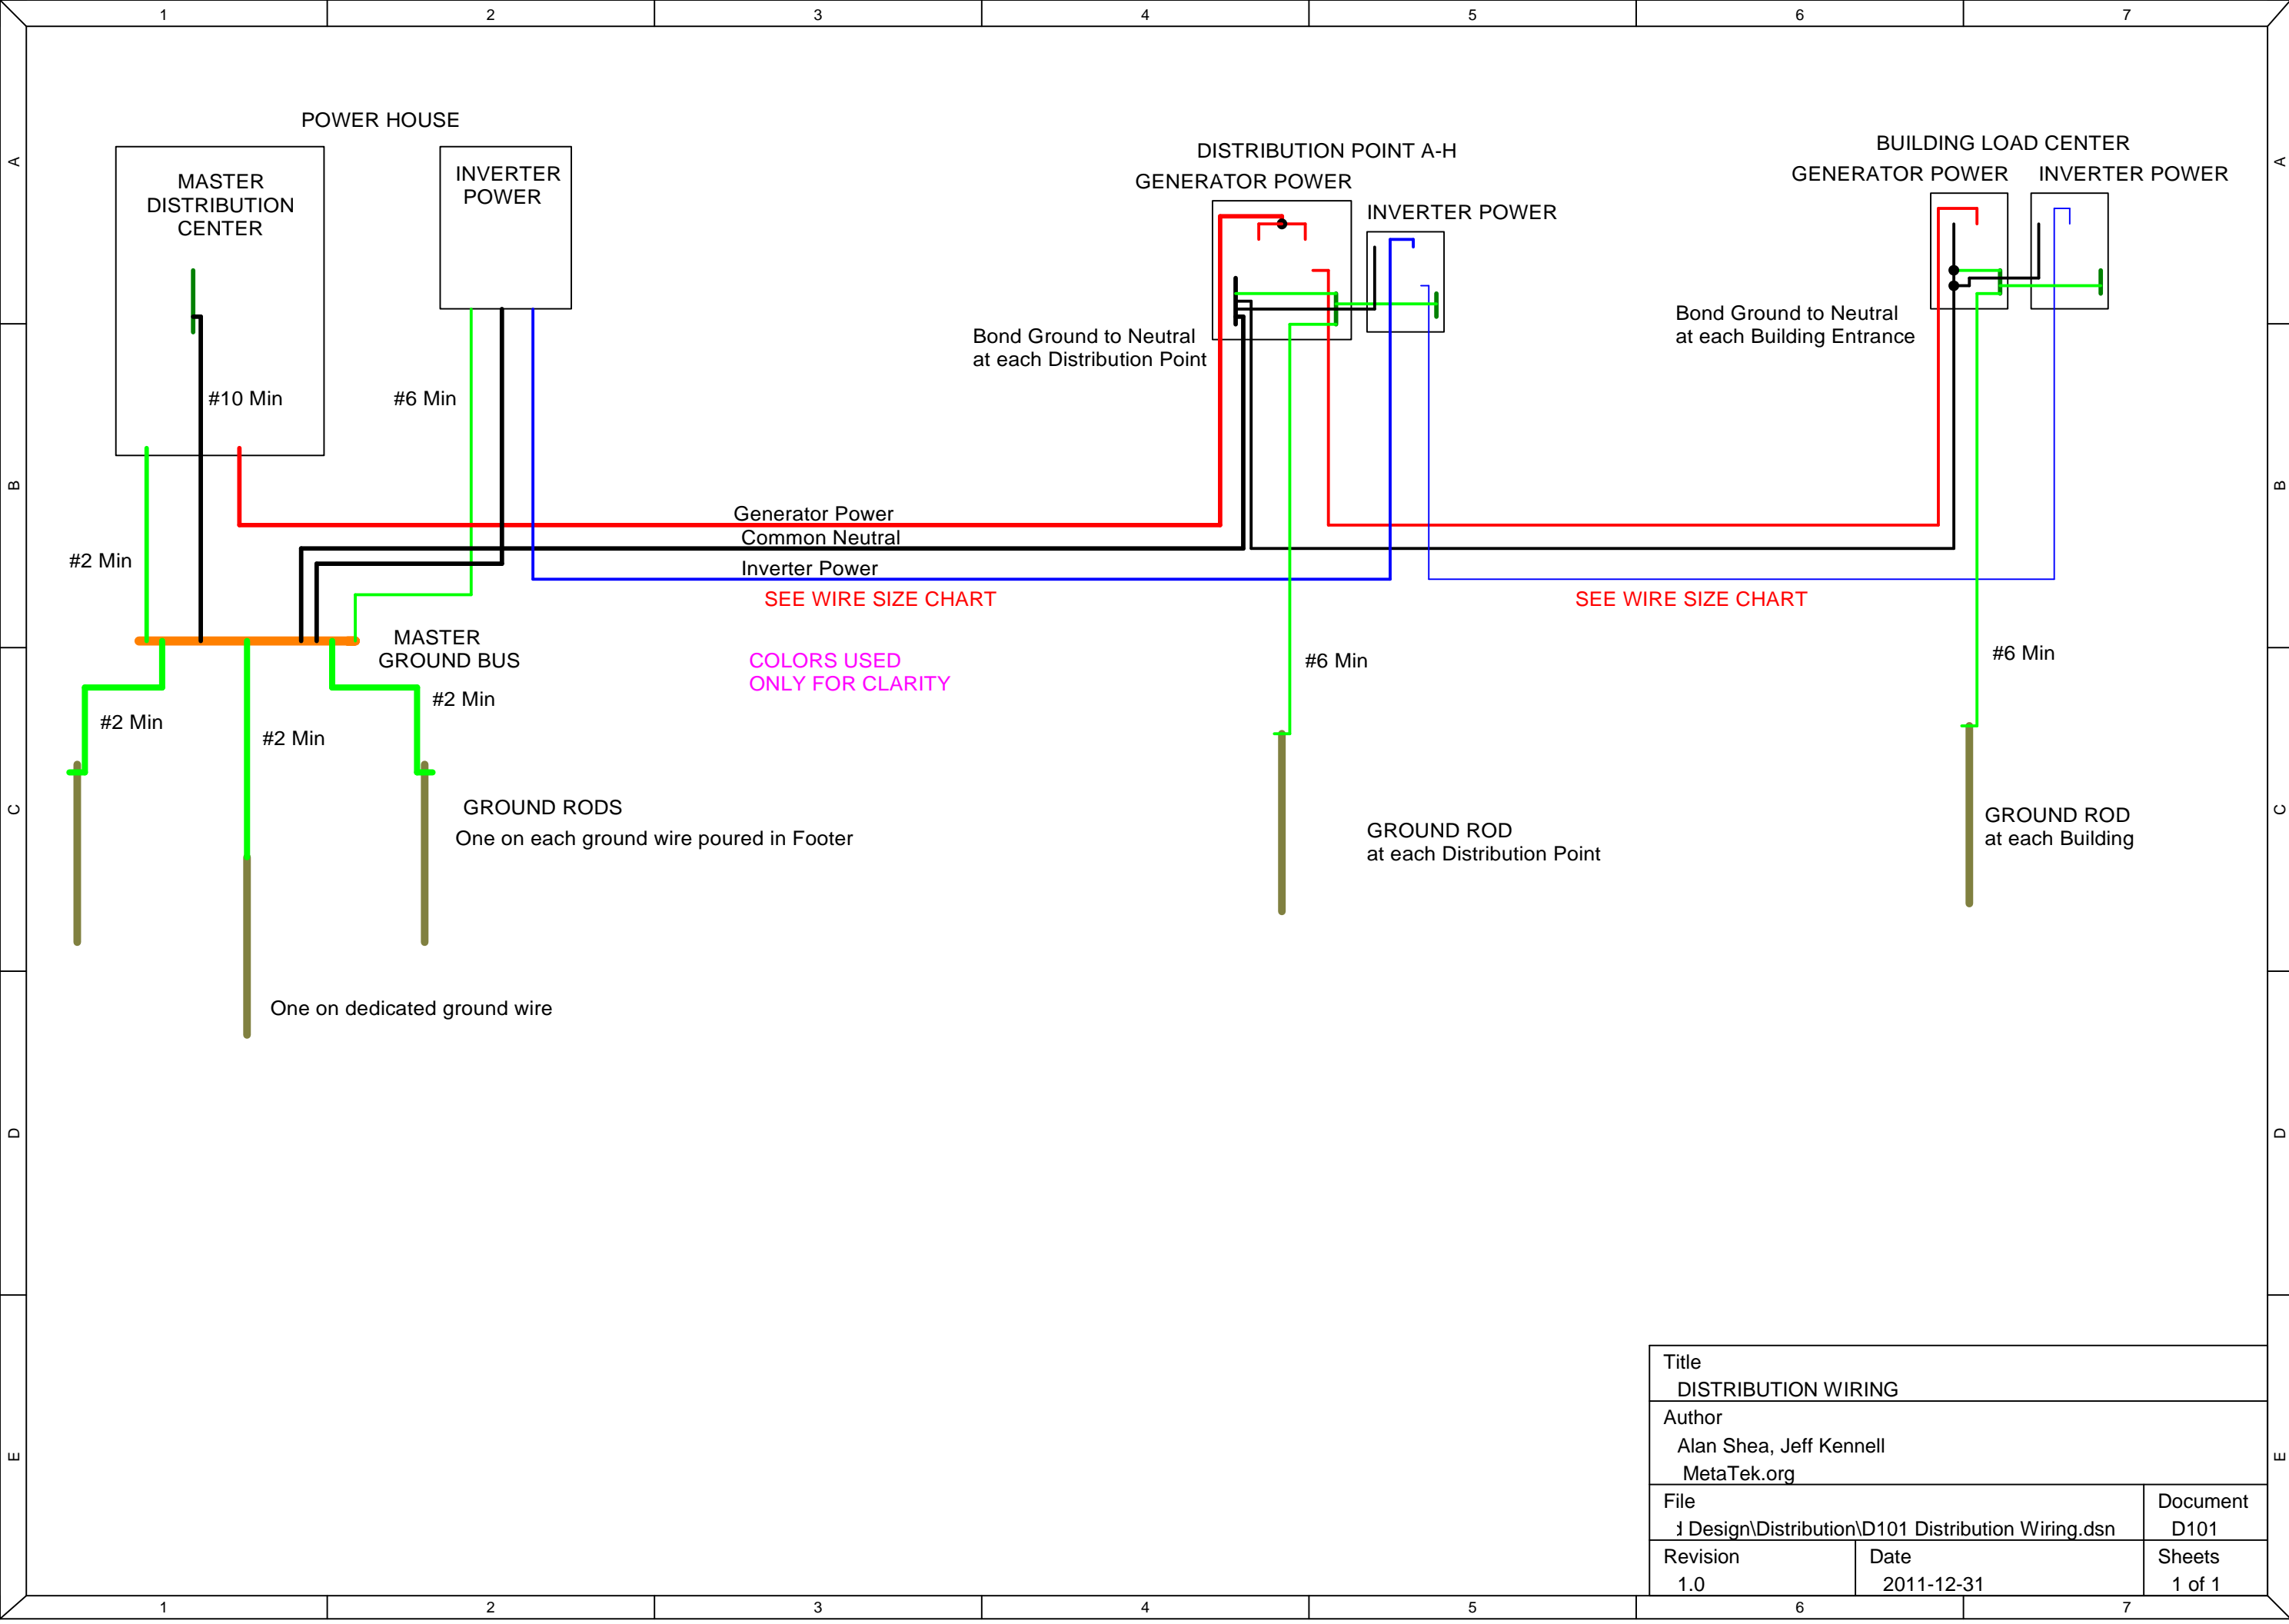 1 2 3 4 5 6 7
A A
B B
C C
D D
E E
POWER HOUSE
MASTER
DISTRIBUTION
CENTER
INVERTER
POWER
#10 Min
#6 Min
#2 Min
Generator Power
Common Neutral
Inverter Power
SEE WIRE SIZE CHART
COLORS USED
ONLY FOR CLARITY
MASTER
GROUND BUS
#2 Min
#2 Min
#2 Min
GROUND RODS
One on each ground wire poured in Footer
One on dedicated ground wire
DISTRIBUTION POINT A-H
GENERATOR POWER
INVERTER POWER
Bond Ground to Neutral
at each Distribution Point
SEE WIRE SIZE CHART
#6 Min
GROUND ROD
at each Distribution Point
BUILDING LOAD CENTER
GENERATOR POWER
INVERTER POWER
Bond Ground to Neutral
at each Building Entrance
#6 Min
GROUND ROD
at each Building
Title
DISTRIBUTION WIRING
Author
Alan Shea, Jeff Kennell
MetaTek.org
File
d Design\Distribution\D101 Distribution Wiring.dsn
Document
D101
Revision
1.0
Date
2011-12-31
Sheets
1 of 1
1 2 3 4 5 6 7